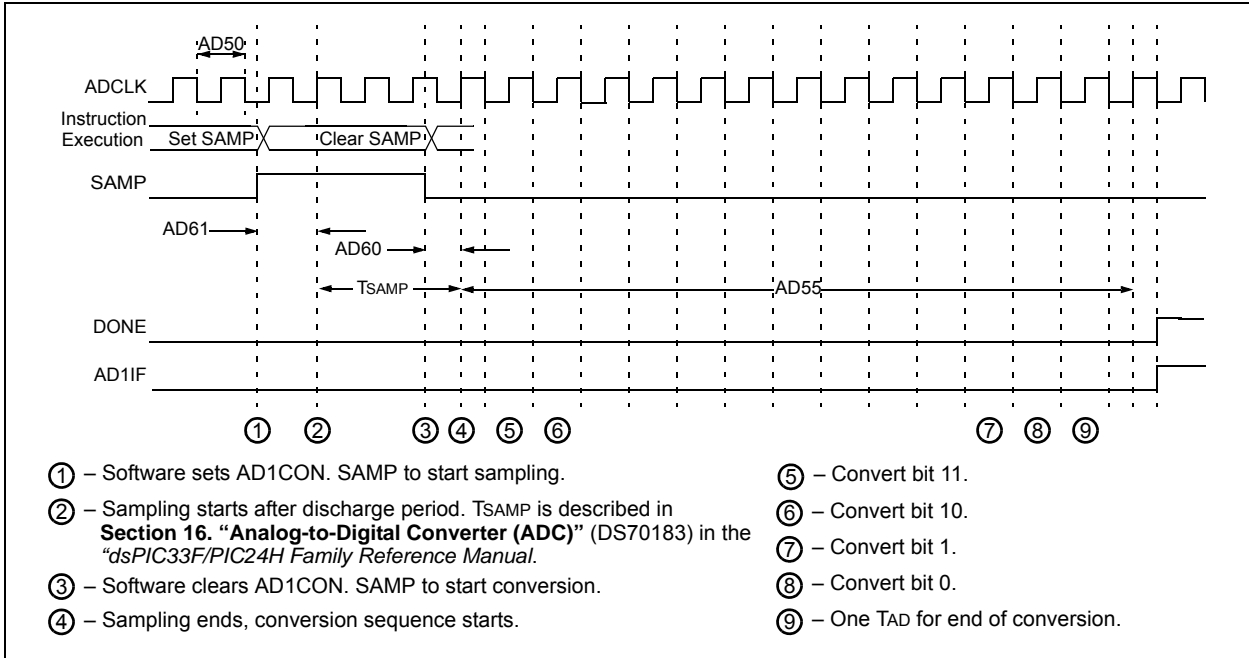 AD50
ADCLK
Instruction
Execution
Set SAMP
Clear SAMP
SAMP
AD61
AD60
TSAMP
AD55
DONE
AD1IF
1 2 3 4 5 6 7 8 9
1 – Software sets AD1CON. SAMP to start sampling.
2 – Sampling starts after discharge period. TSAMP is described in
Section 16. “Analog-to-Digital Converter (ADC)” (DS70183) in the
“dsPIC33F/PIC24H Family Reference Manual.
3 – Software clears AD1CON. SAMP to start conversion.
4 – Sampling ends, conversion sequence starts.
5 – Convert bit 11.
6 – Convert bit 10.
7 – Convert bit 1.
8 – Convert bit 0.
9 – One TAD for end of conversion.